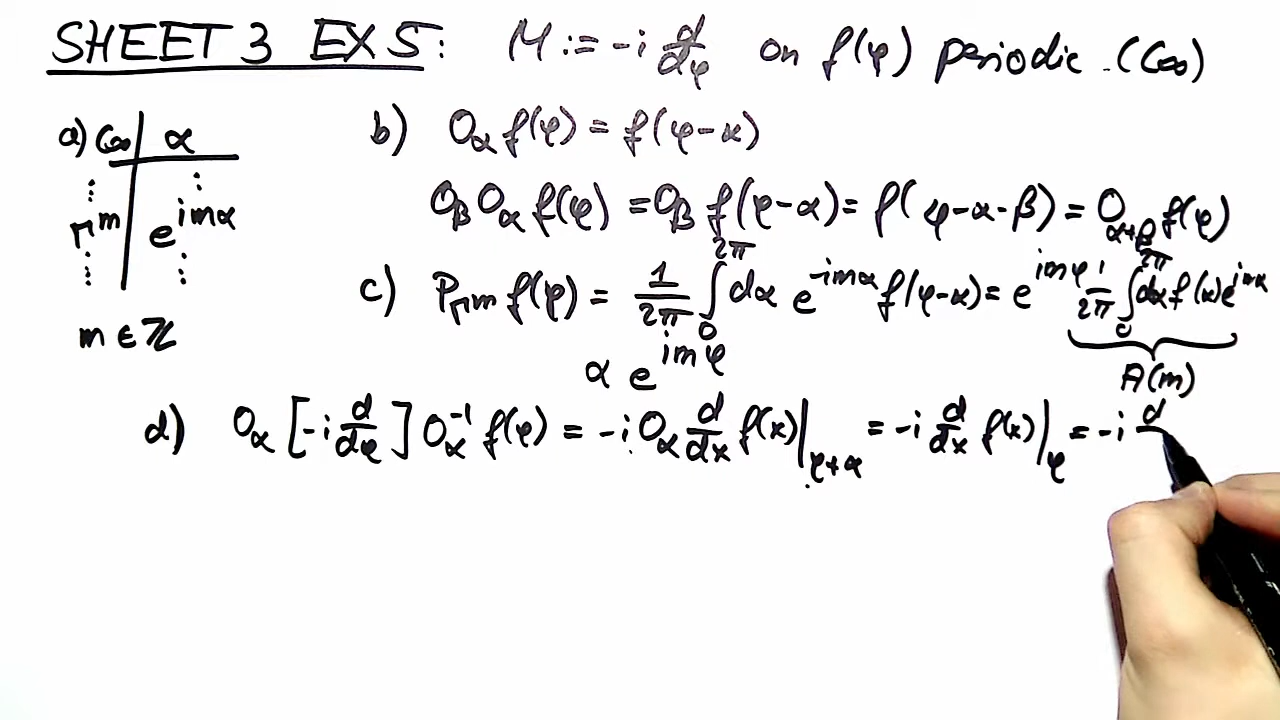 SHEET 3 EX 5: M := -i d/dφ on f(φ) periodic. (C∞)
a) C∞ | α
⋮ ⋮
Γ^m | e^{imα}
⋮ ⋮
m ∈ ℤ
b) O_α f(φ) = f(φ-α)
O_β O_α f(φ) = O_β f(φ-α) = f(φ-α-β) = O_{α+β} f(φ)
c) P_{Γ^m} f(φ) = 1/2π ∫_0^{2π} dα e^{-imα} f(φ-α) = e^{imφ} 1/2π ∫_0^{2π} dx f(x) e^{imx}
A(m)
∝ e^{imφ}
d) O_α [-i d/dφ] O_α^{-1} f(φ) = -i O_α d/dx f(x)|_{φ+α} = -i d/dx f(x)|_φ = -i d